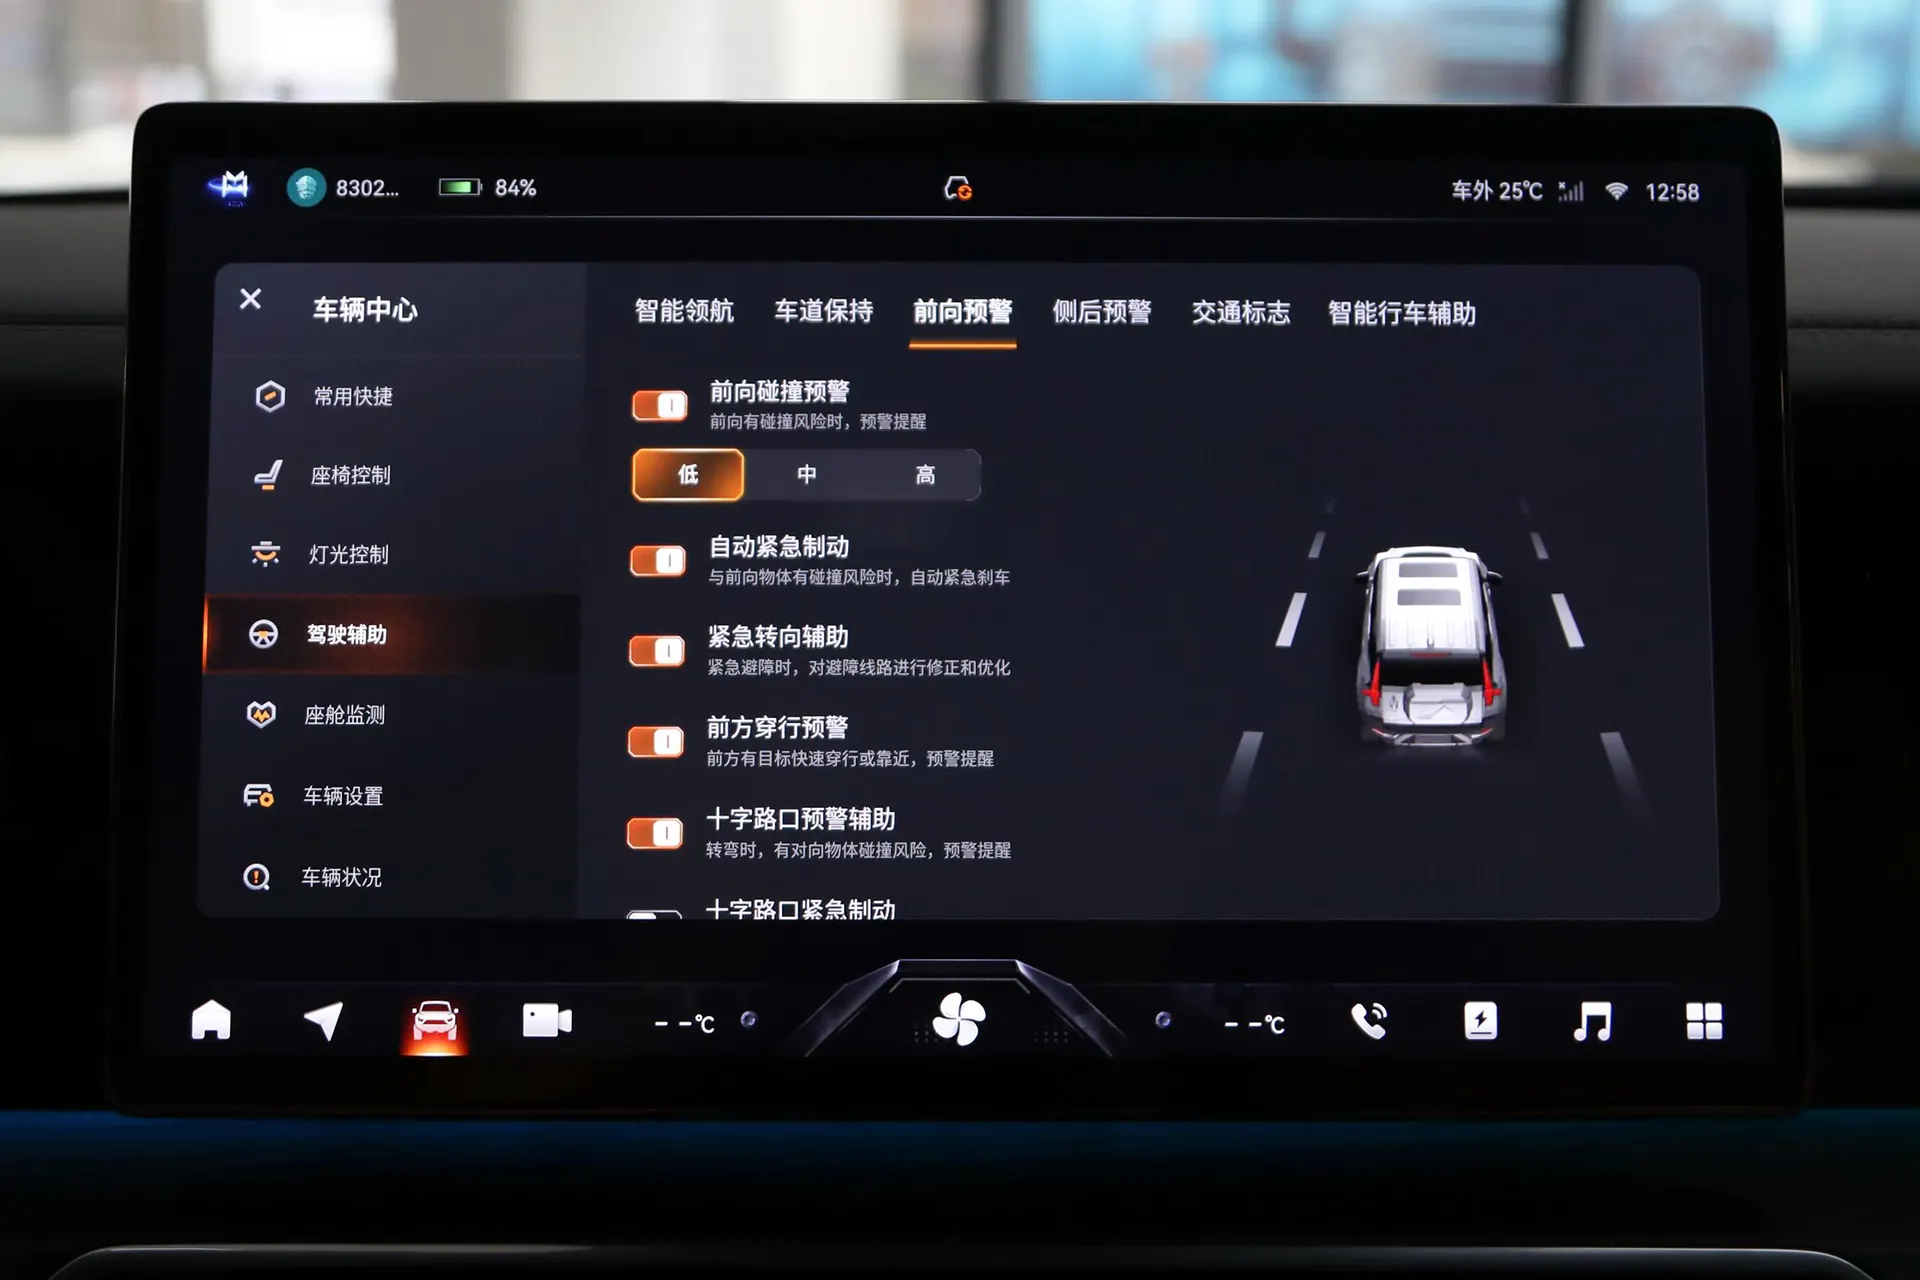 8302...
84%
车外 25℃
12:58
车辆中心
常用快捷
座椅控制
灯光控制
驾驶辅助
座舱监测
车辆设置
车辆状况
智能领航 车道保持 前向预警 侧后预警 交通标志 智能行车辅助
前向碰撞预警
前向有碰撞风险时，预警提醒
低 中 高
自动紧急制动
与前向物体有碰撞风险时，自动紧急刹车
紧急转向辅助
紧急避障时，对避障线路进行修正和优化
前方穿行预警
前方有目标快速穿行或靠近，预警提醒
十字路口预警辅助
转弯时，有对向物体碰撞风险，预警提醒
十字路口紧急制动
--℃
--℃